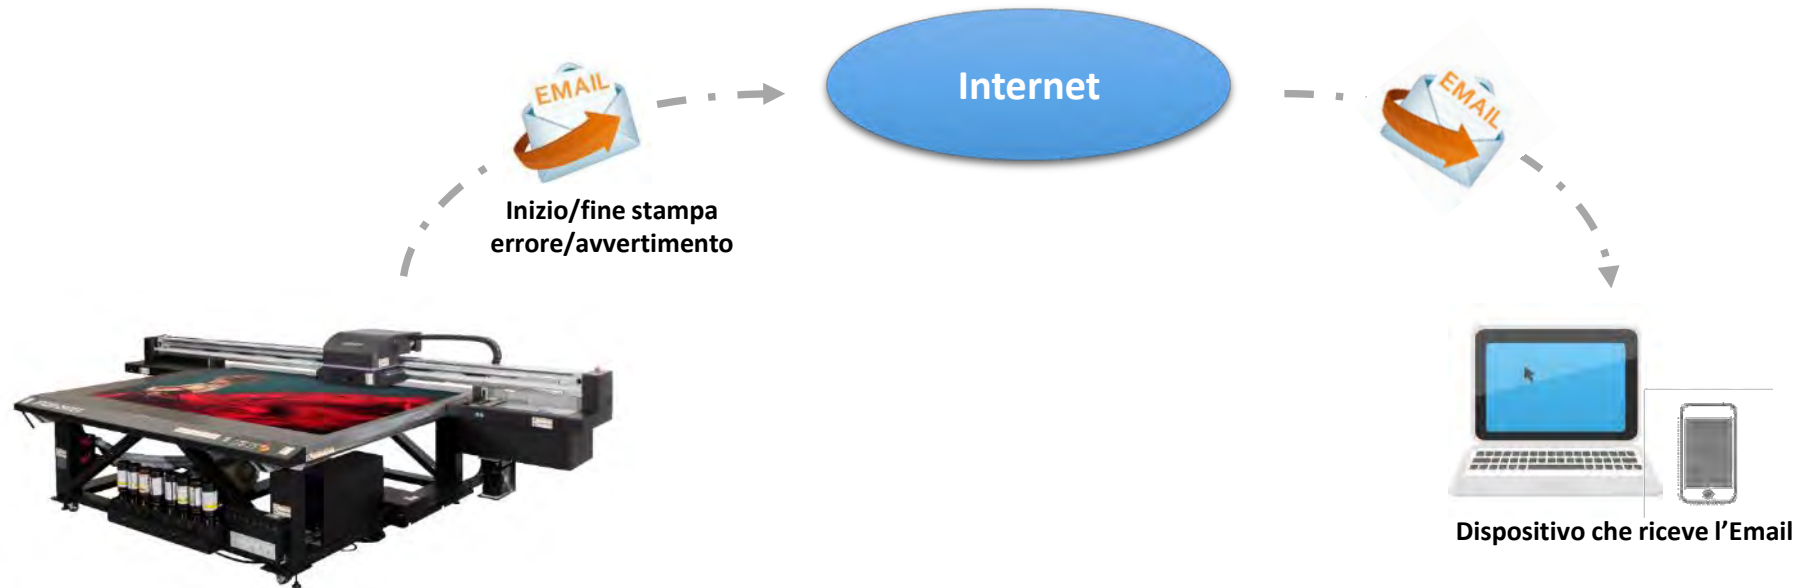 EMAIL
Internet
EMAIL
Inizio/fine stampa
errore/avvertimento
Dispositivo che riceve l’Email